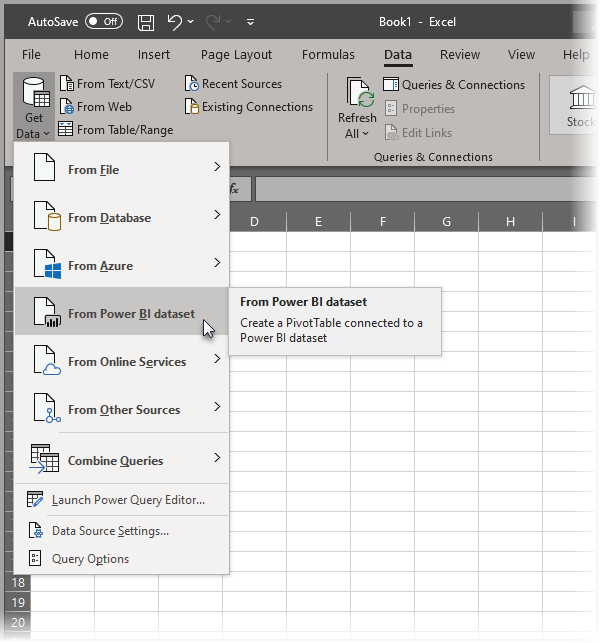 AutoSave Off Book1 - Excel
File Home Insert Page Layout Formulas Data Review View Help
Get Data
From Text/CSV
From Web
From Table/Range
Recent Sources
Existing Connections
Refresh All
Queries & Connections
Properties
Edit Links
Queries & Connections
Stock
fx
D E F G H I
From File
From Database
From Azure
From Power BI dataset
From Online Services
From Other Sources
Combine Queries
Launch Power Query Editor...
Data Source Settings...
Query Options
From Power BI dataset
Create a PivotTable connected to a
Power BI dataset
18
19
20